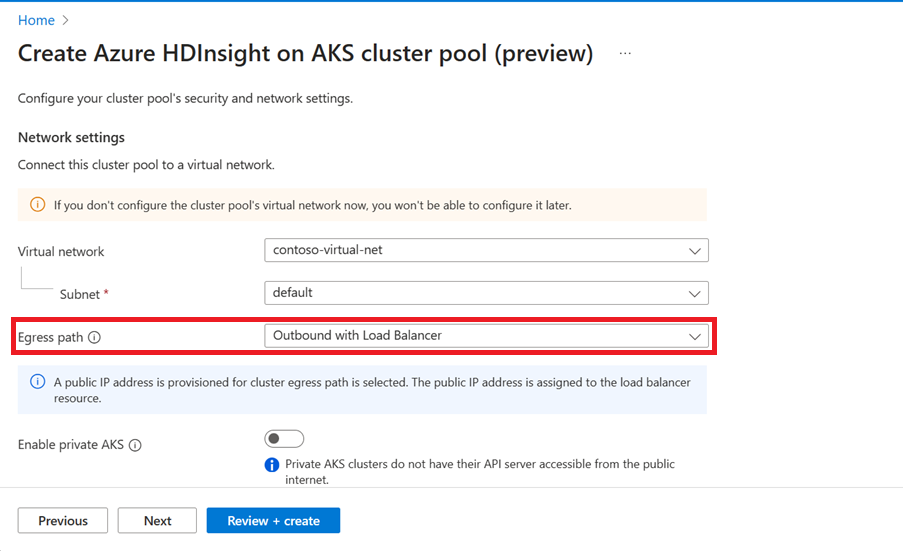 Home
Create Azure HDInsight on AKS cluster pool (preview) ...
Configure your cluster pool's security and network settings.
Network settings
Connect this cluster pool to a virtual network.
If you don't configure the cluster pool's virtual network now, you won't be able to configure it later.
Virtual network contoso-virtual-net
Subnet * default
Egress path Outbound with Load Balancer
A public IP address is provisioned for cluster egress path is selected. The public IP address is assigned to the load balancer
resource.
Enable private AKS
Private AKS clusters do not have their API server accessible from the public
internet.
Previous Next Review + create